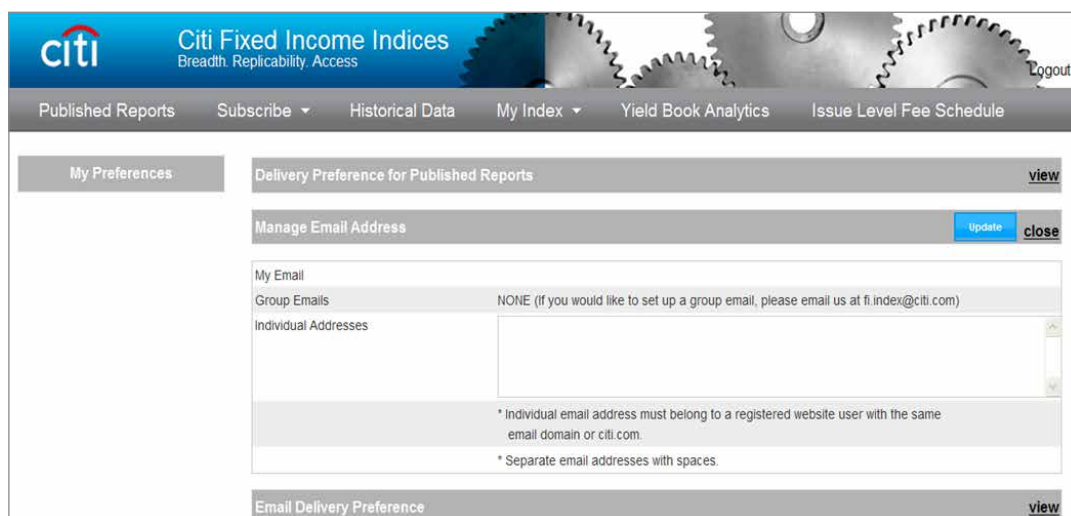 citi
Citi Fixed Income Indices
Breadth. Replicability. Access
Logout
Published Reports Subscribe Historical Data My Index Yield Book Analytics Issue Level Fee Schedule
My Preferences
Delivery Preference for Published Reports view
Manage Email Address Update close
My Email
Group Emails NONE (If you would like to set up a group email, please email us at fi.index@citi.com)
Individual Addresses
* Individual email address must belong to a registered website user with the same
email domain or citi.com.
* Separate email addresses with spaces.
Email Delivery Preference view